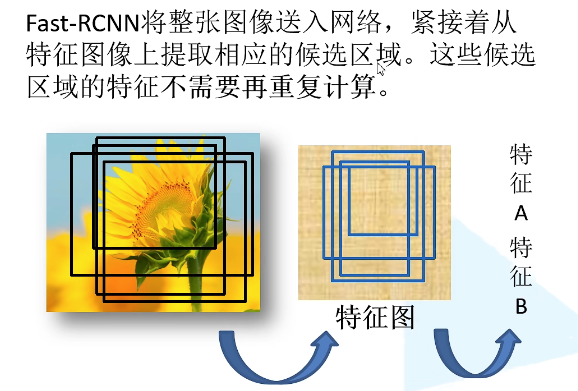 Fast-RCNN将整张图像送入网络，紧接着从
特征图像上提取相应的候选区域。这些候选
区域的特征不需要再重复计算。
特征图
特征A
特征B